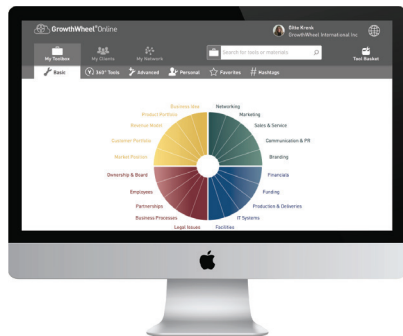 GrowthWheel®Online
Ditte Kronk
GrowthWheel International Inc
My Toolbox
My Clients
My Network
Search for tools or materials
Tool Basket
Basic
360° Tools
Advanced
Personal
Favorites
# Hashtags
Business Idea
Networking
Product Portfolio
Marketing
Revenue Model
Sales & Service
Customer Portfolio
Communication & PR
Market Position
Branding
Ownership & Board
Financials
Employees
Funding
Partnerships
Production & Deliveries
Business Processes
IT Systems
Legal Issues
Facilities